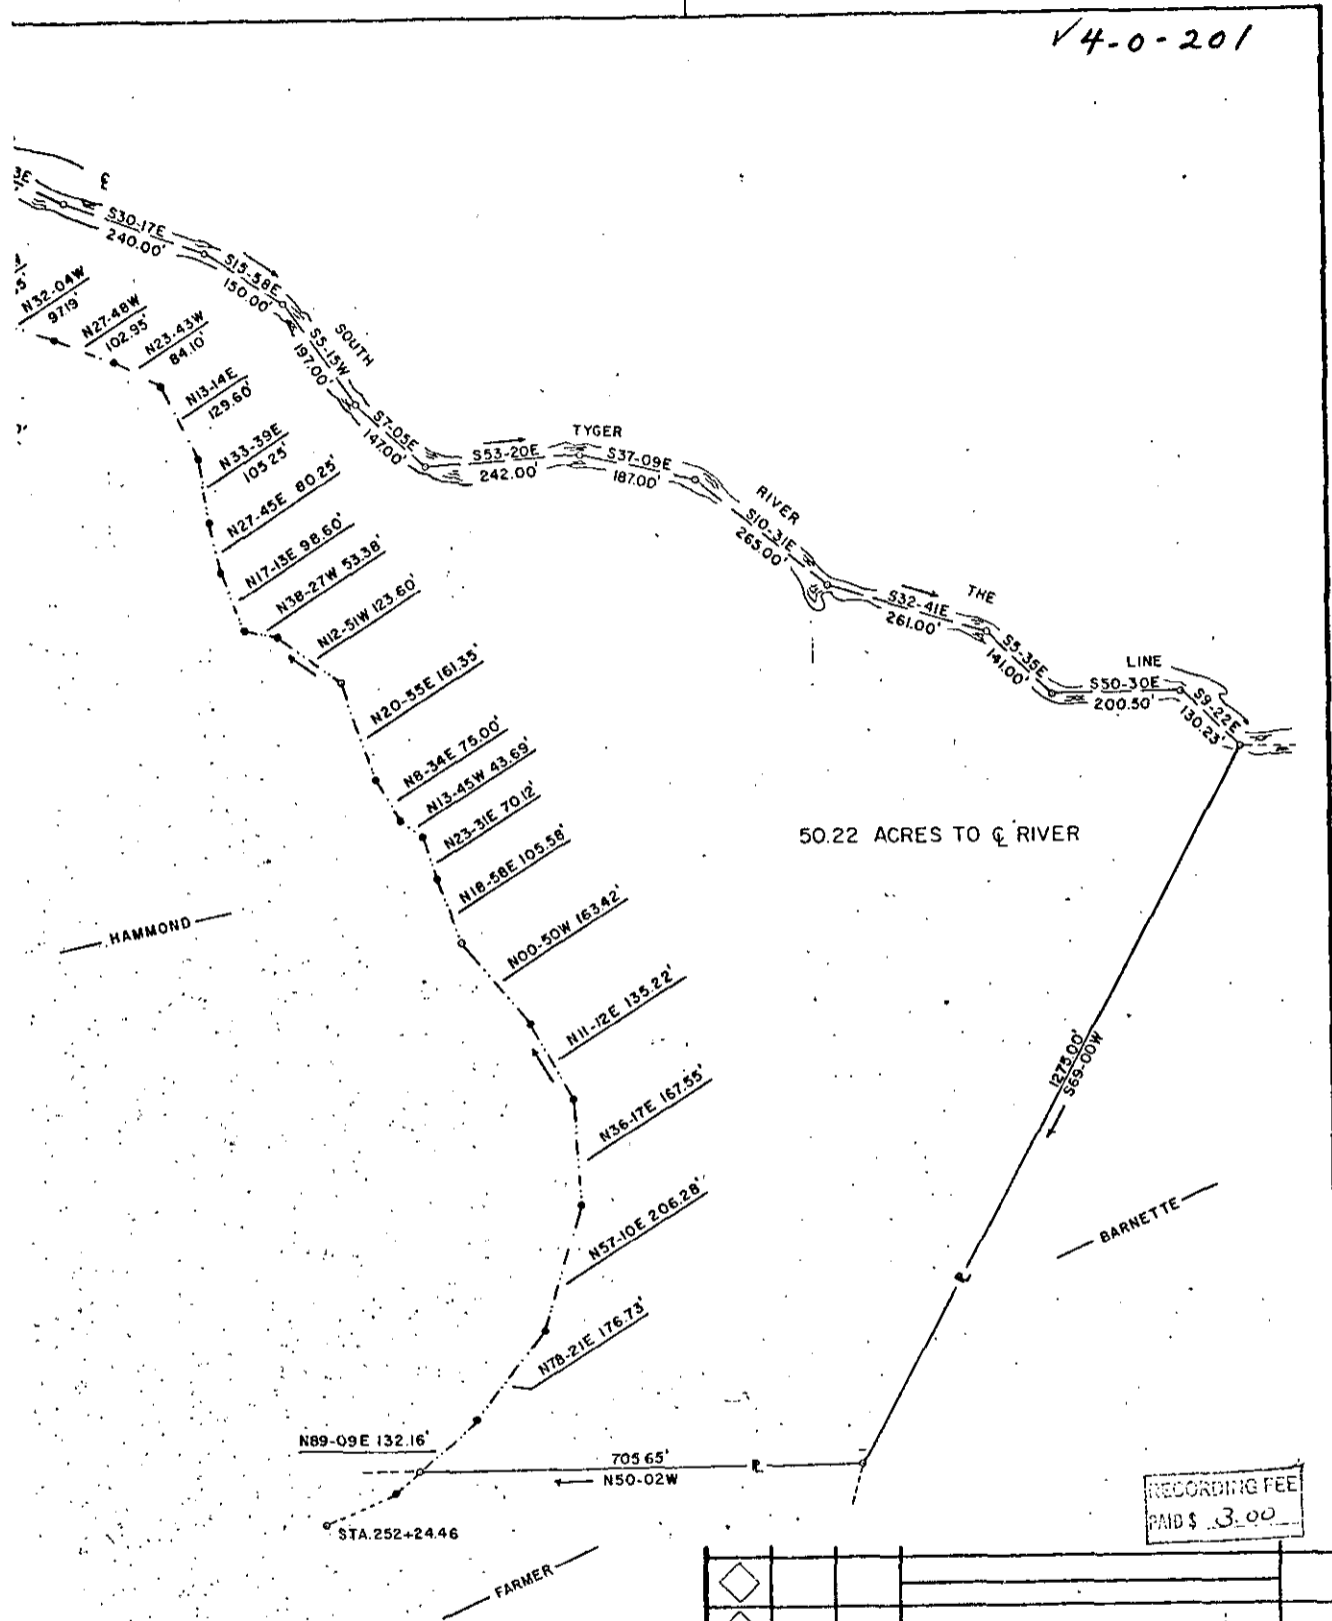 √ 4-0-201
3E
℄
S30-17E
240.00'
S15-58E
150.00'
SOUTH
S5-15W
197.00'
S7-05E
147.00'
S53-20E
242.00'
TYGER
S37-09E
187.00'
RIVER
S10-31E
265.00'
THE
S32-41E
261.00'
S5-35E
141.00'
LINE
S50-30E
200.50'
S9-22E
130.23'
N32-04W
97.19'
N27-48W
102.95'
N23-43W
84.10'
N13-14E
129.60'
N33-39E
105.25'
N27-45E 80.25'
N17-13E 98.60'
N38-27W 53.38'
N12-51W 123.60'
N20-55E 161.35'
N8-34E 75.00'
N13-45W 43.69'
N23-31E 70.12'
N18-58E 105.58'
50.22 ACRES TO ℄ RIVER
HAMMOND
N00-50W 163.42'
N11-12E 135.22'
N36-17E 167.55'
1275.00'
S69-00W
N57-10E 206.28'
BARNETTE
N78-21E 176.73'
N89-09E 132.16'
705.65'
N50-02W
STA. 252+24.46
FARMER
RECORDING FEE
PAID $ 3.00